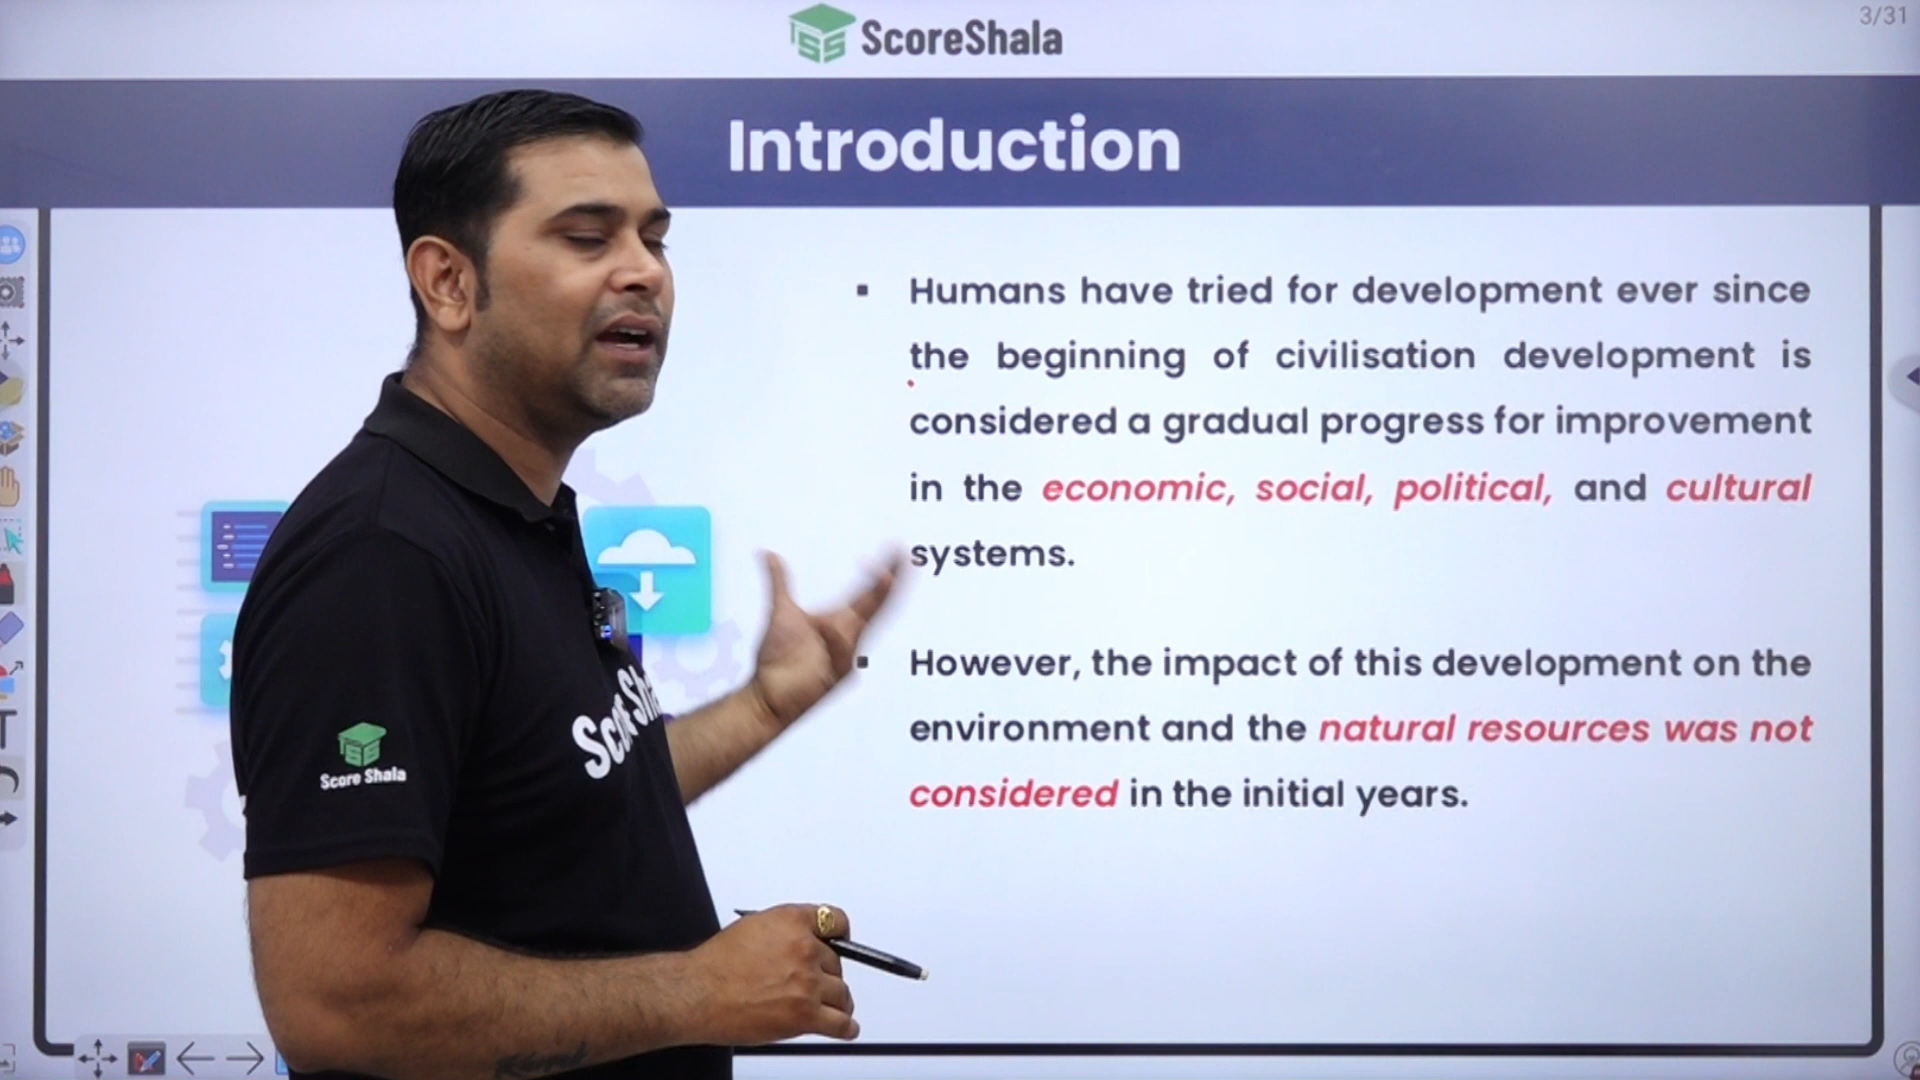 3/31
ScoreShala
Introduction
▪ Humans have tried for development ever since
the beginning of civilisation development is
considered a gradual progress for improvement
in the economic, social, political, and cultural
systems.
▪ However, the impact of this development on the
environment and the natural resources was not
considered in the initial years.
Score Shala